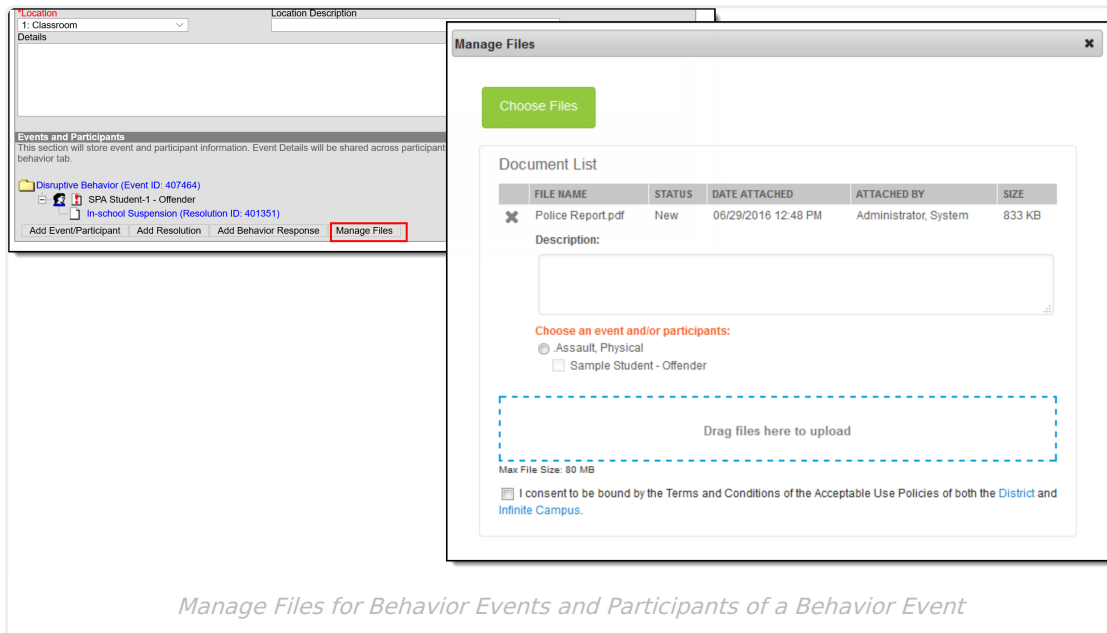 *Location
Location Description
1: Classroom
Details
Events and Participants
This section will store event and participant information. Event Details will be shared across participant
behavior tab.
Disruptive Behavior (Event ID: 407464)
SPA Student-1 - Offender
In-school Suspension (Resolution ID: 401351)
Add Event/Participant Add Resolution Add Behavior Response Manage Files
Manage Files
Choose Files
Document List
FILE NAME STATUS DATE ATTACHED ATTACHED BY SIZE
Police Report.pdf New 06/29/2016 12:48 PM Administrator, System 833 KB
Description:
Choose an event and/or participants:
.Assault, Physical
Sample Student - Offender
Drag files here to upload
Max File Size: 80 MB
I consent to be bound by the Terms and Conditions of the Acceptable Use Policies of both the District and
Infinite Campus.
Manage Files for Behavior Events and Participants of a Behavior Event